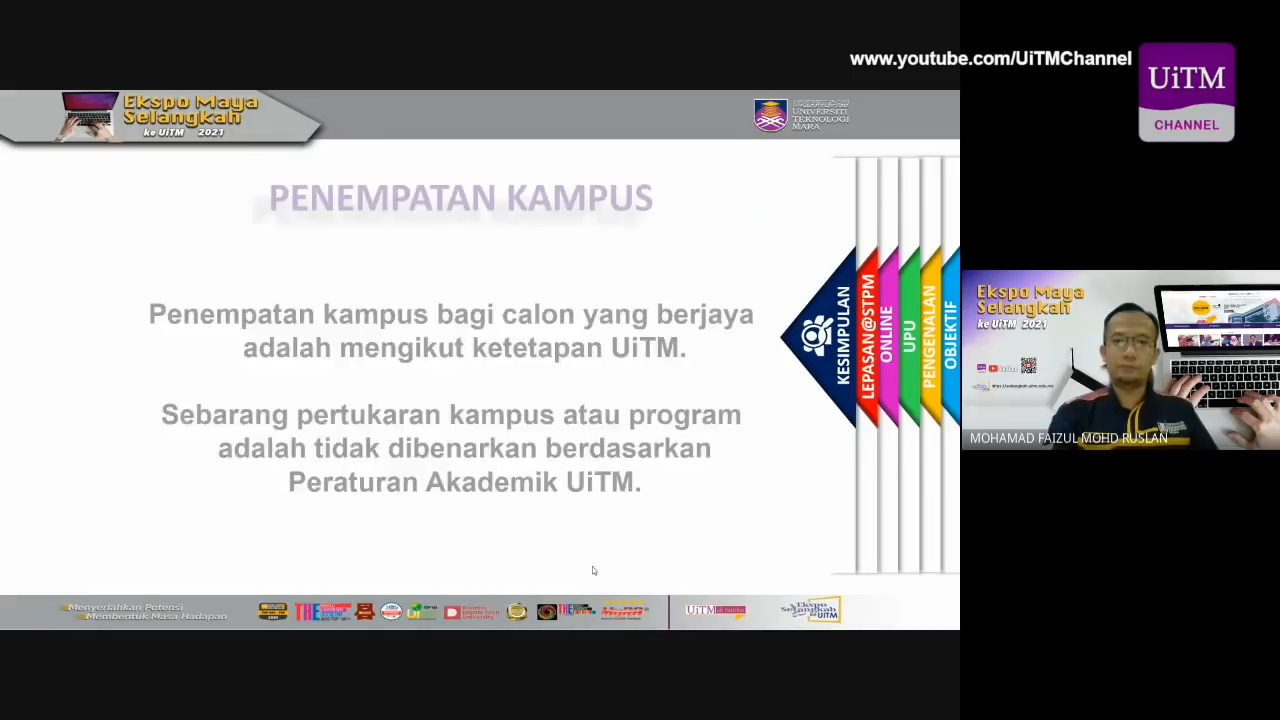 www.youtube.com/UiTMChannel
UiTM
CHANNEL
Ekspo Maya
Selangkah
ke UiTM 2021
UNIVERSITI
TEKNOLOGI
MARA
PENEMPATAN KAMPUS
Penempatan kampus bagi calon yang berjaya
adalah mengikut ketetapan UiTM.
Sebarang pertukaran kampus atau program
adalah tidak dibenarkan berdasarkan
Peraturan Akademik UiTM.
KESIMPULAN
LEPASAN@STPM
ONLINE
UPU
PENGENALAN
OBJEKTIF
Ekspo Maya
Selangkah
ke UiTM 2021
MOHAMAD FAIZUL MOHD RUSLAN
Menyerlahkan Potensi
Membentuk Masa Hadapan